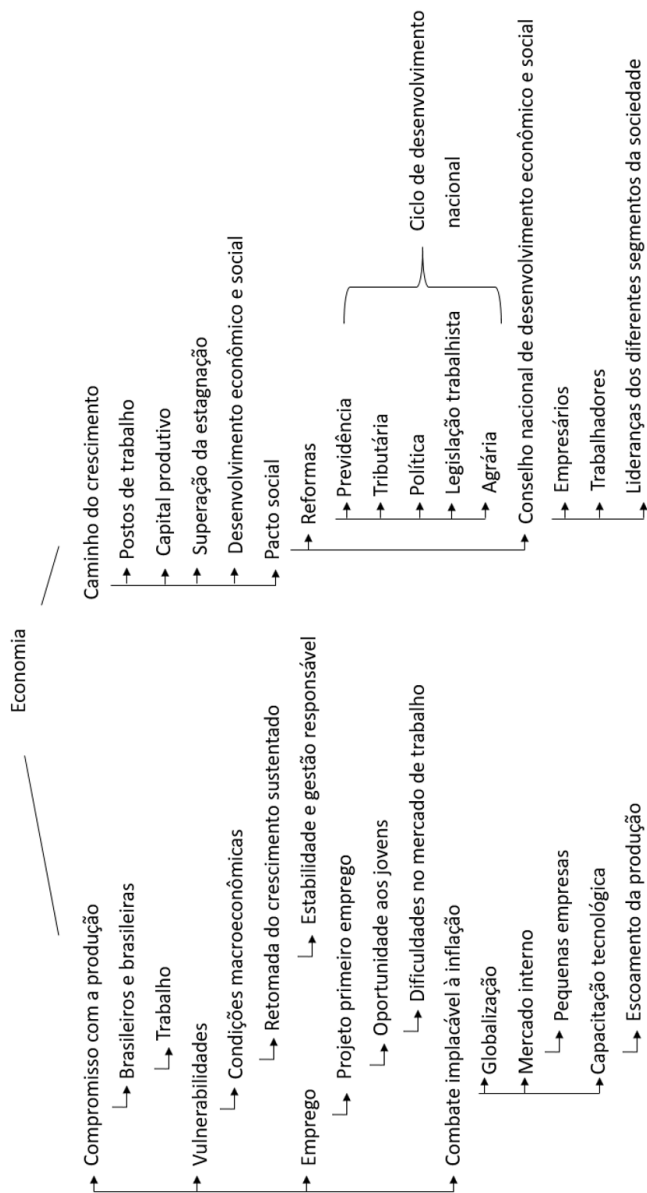 Economia
Compromisso com a produção
Brasileiros e brasileiras
Trabalho
Vulnerabilidades
Condições macroeconômicas
Retomada do crescimento sustentado
Estabilidade e gestão responsável
Emprego
Projeto primeiro emprego
Oportunidade aos jovens
Dificuldades no mercado de trabalho
Combate implacável à inflação
Globalização
Mercado interno
Pequenas empresas
Capacitação tecnológica
Escoamento da produção
Caminho do crescimento
Postos de trabalho
Capital produtivo
Superação da estagnação
Desenvolvimento econômico e social
Pacto social
Reformas
Previdência
Tributária
Política
Legislação trabalhista
Agrária
Ciclo de desenvolvimento
nacional
Conselho nacional de desenvolvimento econômico e social
Empresários
Trabalhadores
Lideranças dos diferentes segmentos da sociedade